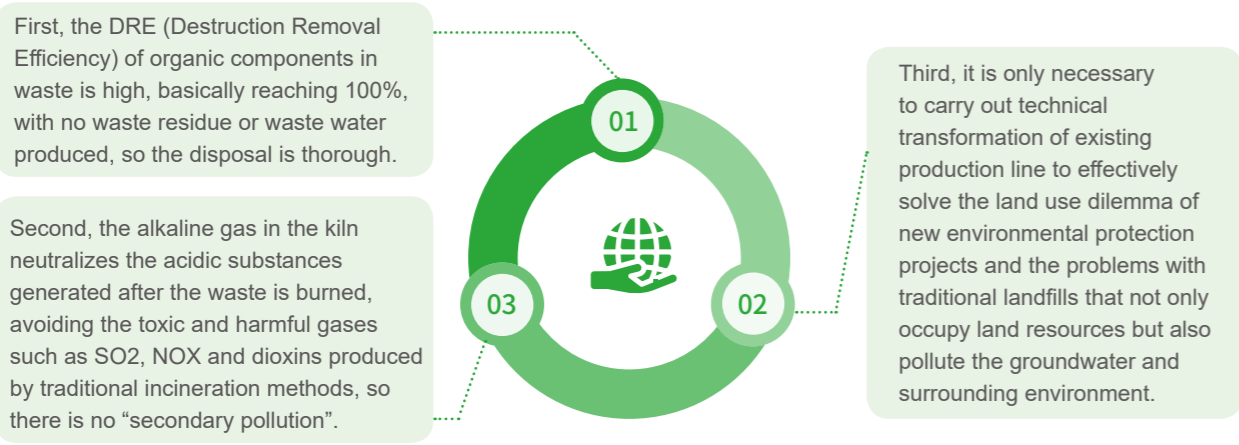 First, the DRE (Destruction Removal
Efficiency) of organic components in
waste is high, basically reaching 100%,
with no waste residue or waste water
produced, so the disposal is thorough.
Second, the alkaline gas in the kiln
neutralizes the acidic substances
generated after the waste is burned,
avoiding the toxic and harmful gases
such as SO2, NOX and dioxins produced
by traditional incineration methods, so
there is no “secondary pollution”.
01
03
02
Third, it is only necessary
to carry out technical
transformation of existing
production line to effectively
solve the land use dilemma of
new environmental protection
projects and the problems with
traditional landfills that not only
occupy land resources but also
pollute the groundwater and
surrounding environment.